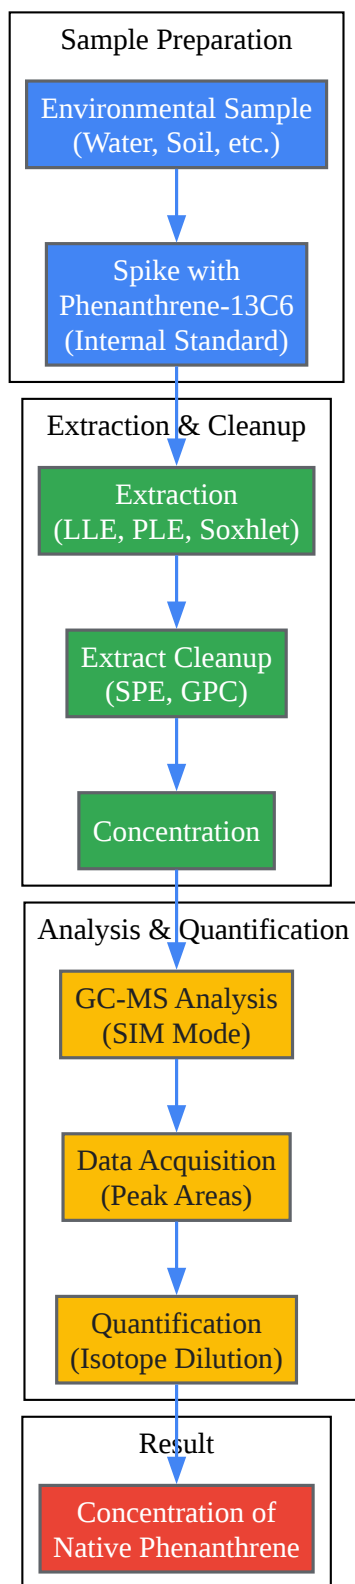 Sample Preparation
Environmental Sample
(Water, Soil, etc.)
Spike with
Phenanthrene-13C6
(Internal Standard)
Extraction & Cleanup
Extraction
(LLE, PLE, Soxhlet)
Extract Cleanup
(SPE, GPC)
Concentration
Analysis & Quantification
GC-MS Analysis
(SIM Mode)
Data Acquisition
(Peak Areas)
Quantification
(Isotope Dilution)
Result
Concentration of
Native Phenanthrene